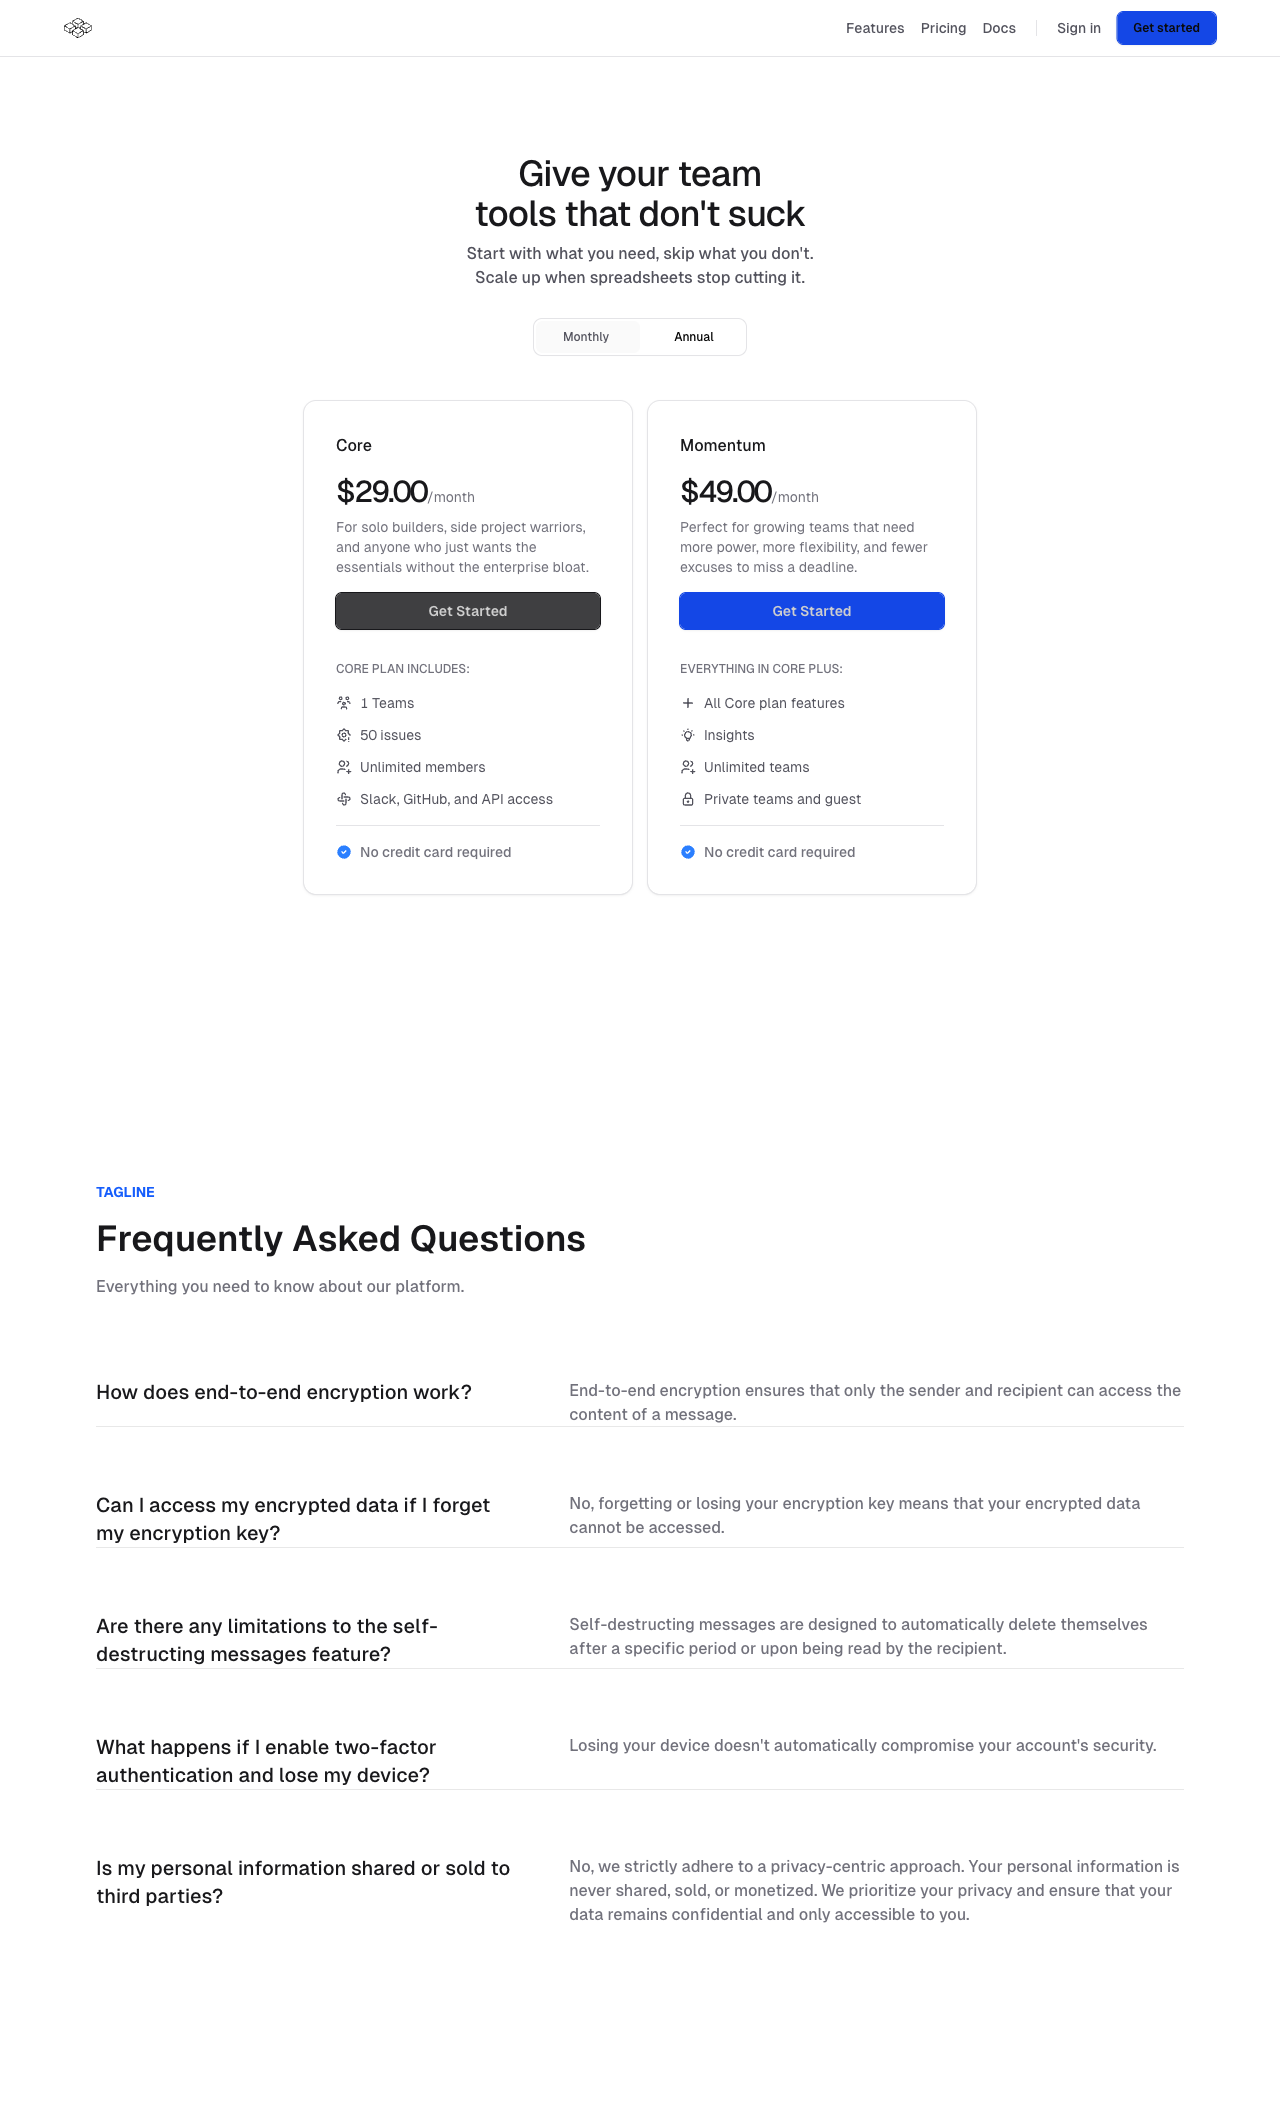 Features Pricing Docs Sign in Get started
Give your team
tools that don't suck
Start with what you need, skip what you don't.
Scale up when spreadsheets stop cutting it.
Monthly Annual
Core
$29.00/month
For solo builders, side project warriors,
and anyone who just wants the
essentials without the enterprise bloat.
Get Started
CORE PLAN INCLUDES:
1 Teams
50 issues
Unlimited members
Slack, GitHub, and API access
No credit card required
Momentum
$49.00/month
Perfect for growing teams that need
more power, more flexibility, and fewer
excuses to miss a deadline.
Get Started
EVERYTHING IN CORE PLUS:
All Core plan features
Insights
Unlimited teams
Private teams and guest
No credit card required
TAGLINE
Frequently Asked Questions
Everything you need to know about our platform.
How does end-to-end encryption work?
End-to-end encryption ensures that only the sender and recipient can access the
content of a message.
Can I access my encrypted data if I forget
my encryption key?
No, forgetting or losing your encryption key means that your encrypted data
cannot be accessed.
Are there any limitations to the self-
destructing messages feature?
Self-destructing messages are designed to automatically delete themselves
after a specific period or upon being read by the recipient.
What happens if I enable two-factor
authentication and lose my device?
Losing your device doesn't automatically compromise your account's security.
Is my personal information shared or sold to
third parties?
No, we strictly adhere to a privacy-centric approach. Your personal information is
never shared, sold, or monetized. We prioritize your privacy and ensure that your
data remains confidential and only accessible to you.